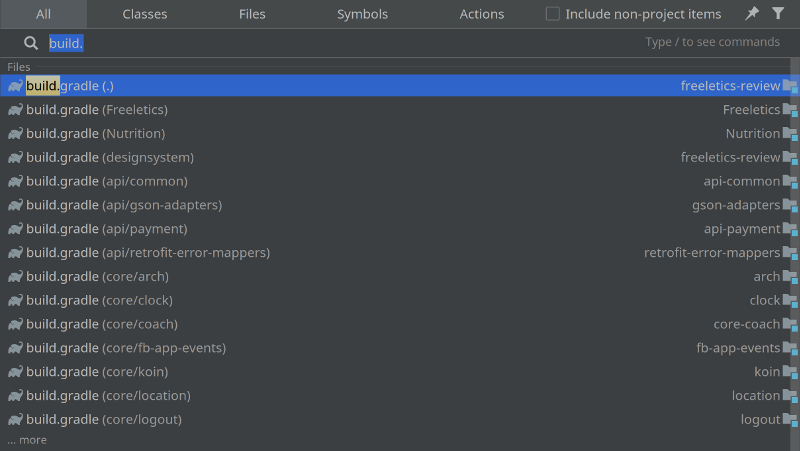 All Classes Files Symbols Actions Include non-project items
build. Type / to see commands
Files
build.gradle (.) freeletics-review
build.gradle (Freeletics) Freeletics
build.gradle (Nutrition) Nutrition
build.gradle (designsystem) freeletics-review
build.gradle (api/common) api-common
build.gradle (api/gson-adapters) gson-adapters
build.gradle (api/payment) api-payment
build.gradle (api/retrofit-error-mappers) retrofit-error-mappers
build.gradle (core/arch) arch
build.gradle (core/clock) clock
build.gradle (core/coach) core-coach
build.gradle (core/fb-app-events) fb-app-events
build.gradle (core/koin) koin
build.gradle (core/location) location
build.gradle (core/logout) logout
... more